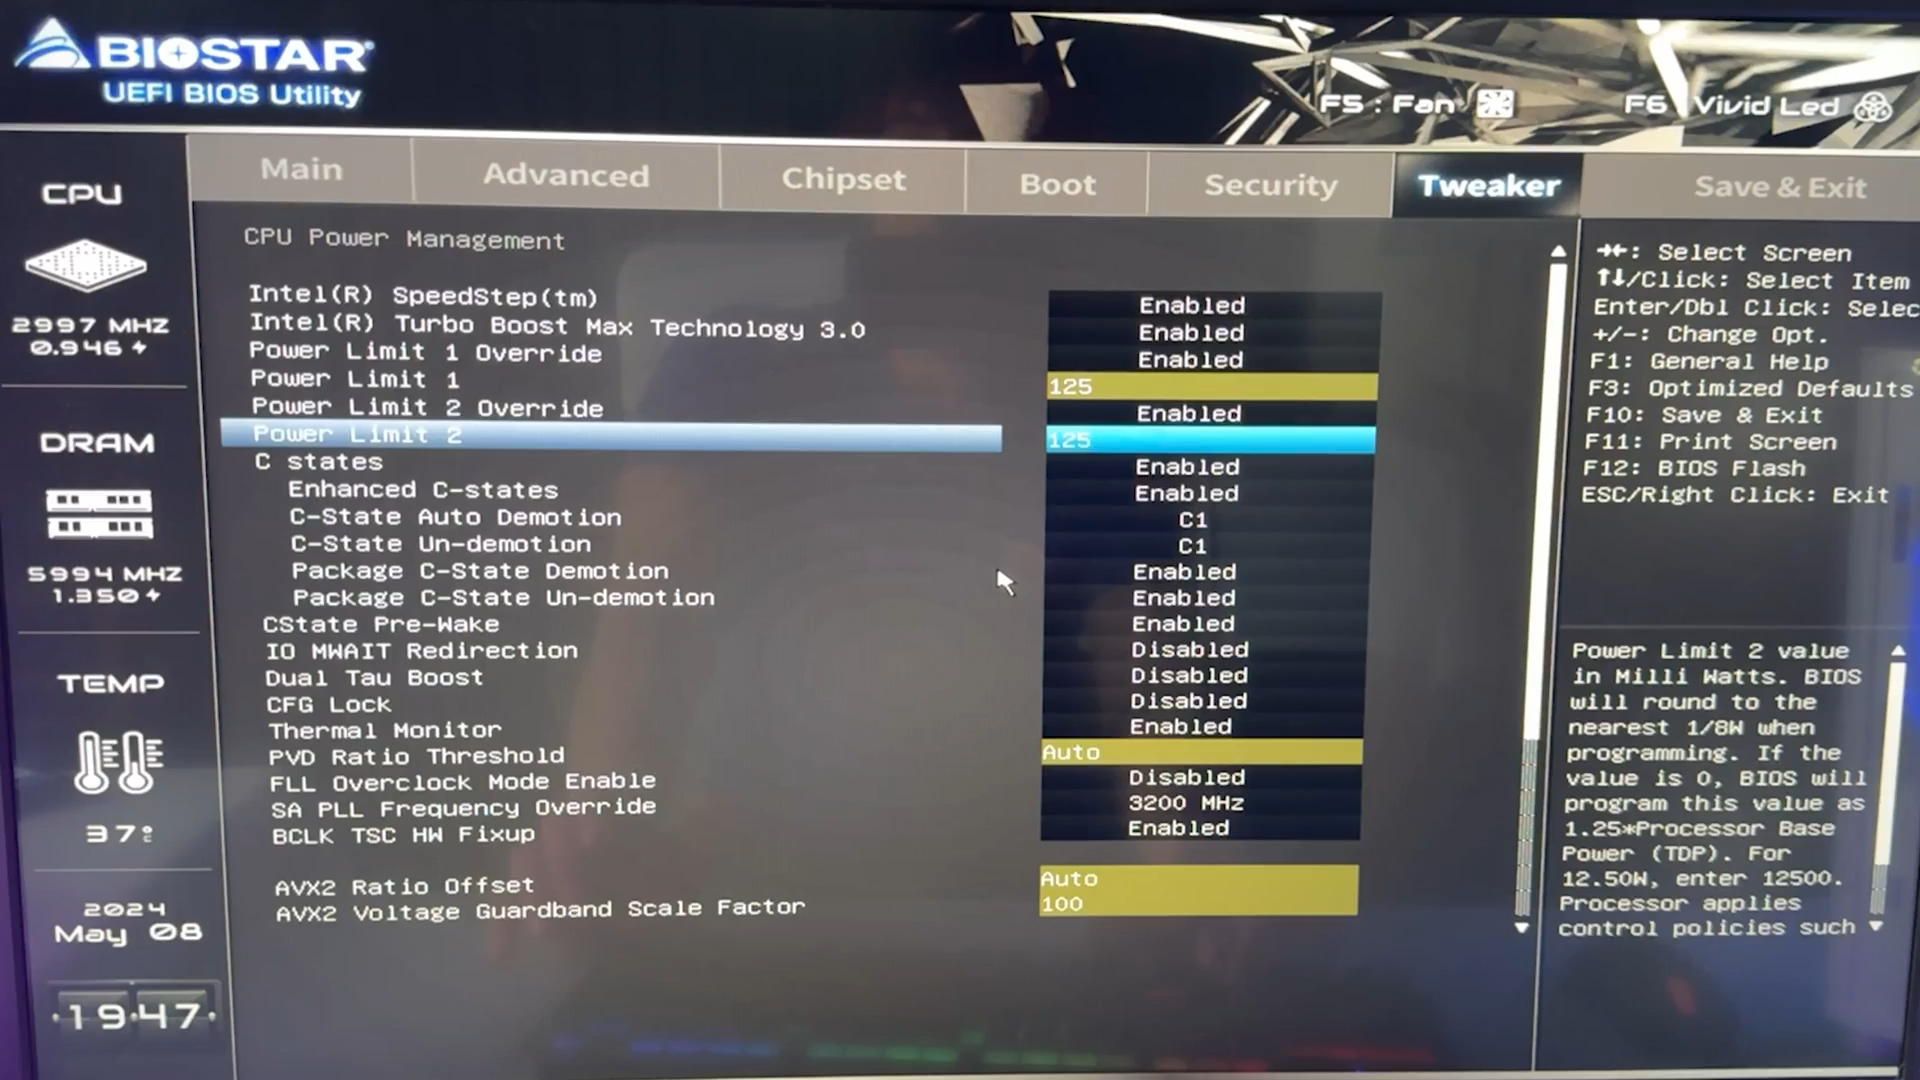 BIOSTAR
UEFI BIOS Utility
F5 : Fan
F6 : Vivid Led
Main
Advanced
Chipset
Boot
Security
Tweaker
Save & Exit
CPU
2997 MHZ
0.946
DRAM
5994 MHZ
1.350
TEMP
37°C
2024
May 08
19:47
CPU Power Management
Intel(R) SpeedStep(tm) Enabled
Intel(R) Turbo Boost Max Technology 3.0 Enabled
Power Limit 1 Override Enabled
Power Limit 1 125
Power Limit 2 Override Enabled
Power Limit 2 125
C states Enabled
Enhanced C-states Enabled
C-State Auto Demotion C1
C-State Un-demotion C1
Package C-State Demotion Enabled
Package C-State Un-demotion Enabled
CState Pre-Wake Enabled
IO MWAIT Redirection Disabled
Dual Tau Boost Disabled
CFG Lock Disabled
Thermal Monitor Enabled
PVD Ratio Threshold Auto
FLL Overclock Mode Enable Disabled
SA PLL Frequency Override 3200 MHz
BCLK TSC HW Fixup Enabled
AVX2 Ratio Offset Auto
AVX2 Voltage Guardband Scale Factor 100
→←: Select Screen
↑↓/Click: Select Item
Enter/Dbl Click: Selec
+/-: Change Opt.
F1: General Help
F3: Optimized Defaults
F10: Save & Exit
F11: Print Screen
F12: BIOS Flash
ESC/Right Click: Exit
Power Limit 2 value
in Milli Watts. BIOS
will round to the
nearest 1/8W when
programming. If the
value is 0, BIOS will
program this value as
1.25*Processor Base
Power (TDP). For
12.50W, enter 12500.
Processor applies
control policies such